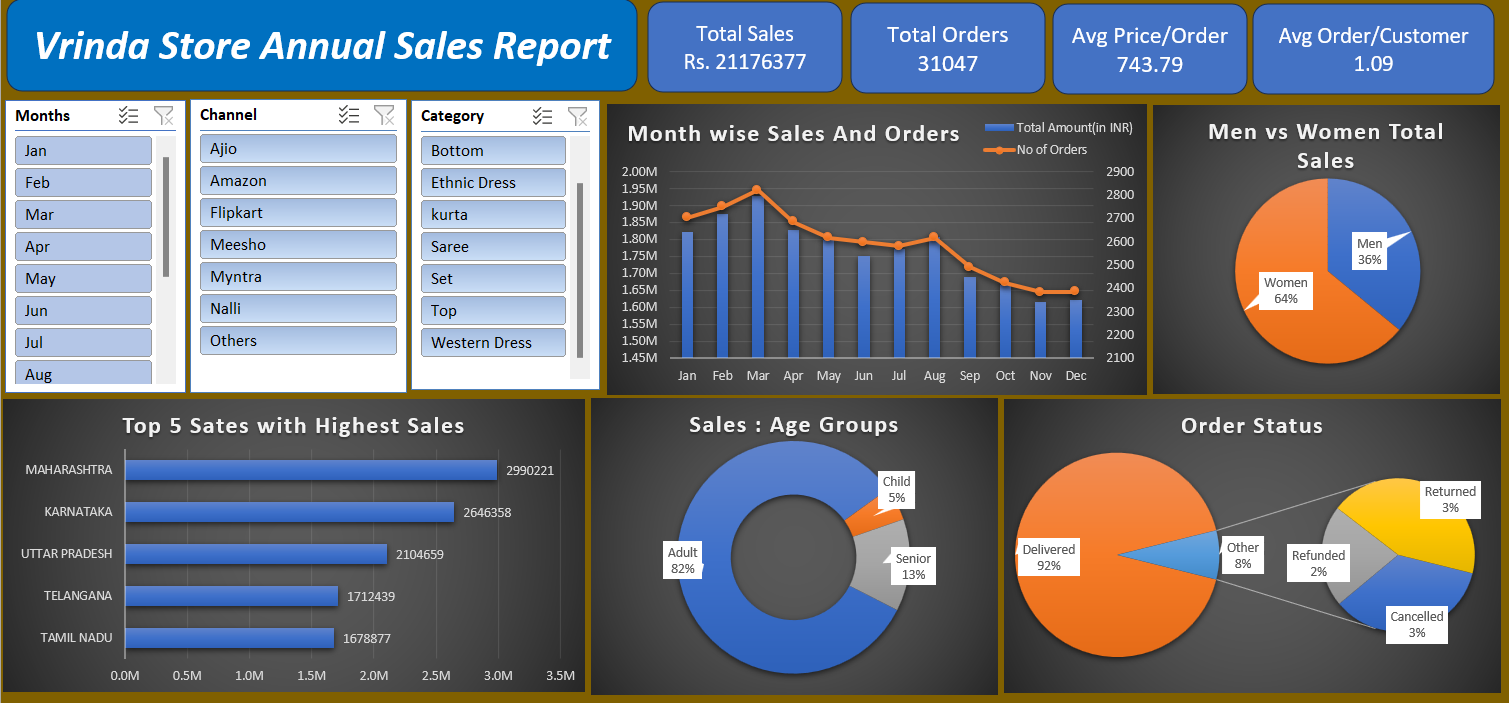 Vrinda Store Annual Sales Report
Total Sales
Rs. 21176377
Total Orders
31047
Avg Price/Order
743.79
Avg Order/Customer
1.09
Months
Jan
Feb
Mar
Apr
May
Jun
Jul
Aug
Channel
Ajio
Amazon
Flipkart
Meesho
Myntra
Nalli
Others
Category
Bottom
Ethnic Dress
kurta
Saree
Set
Top
Western Dress
Month wise Sales And Orders
Total Amount(in INR)
No of Orders
2.00M
1.95M
1.90M
1.85M
1.80M
1.75M
1.70M
1.65M
1.60M
1.55M
1.50M
1.45M
2900
2800
2700
2600
2500
2400
2300
2200
2100
Jan Feb Mar Apr May Jun Jul Aug Sep Oct Nov Dec
Men vs Women Total
Sales
Men
36%
Women
64%
Top 5 Sates with Highest Sales
MAHARASHTRA 2990221
KARNATAKA 2646358
UTTAR PRADESH 2104659
TELANGANA 1712439
TAMIL NADU 1678877
0.0M 0.5M 1.0M 1.5M 2.0M 2.5M 3.0M 3.5M
Sales : Age Groups
Child
5%
Adult
82%
Senior
13%
Order Status
Delivered
92%
Other
8%
Returned
3%
Refunded
2%
Cancelled
3%